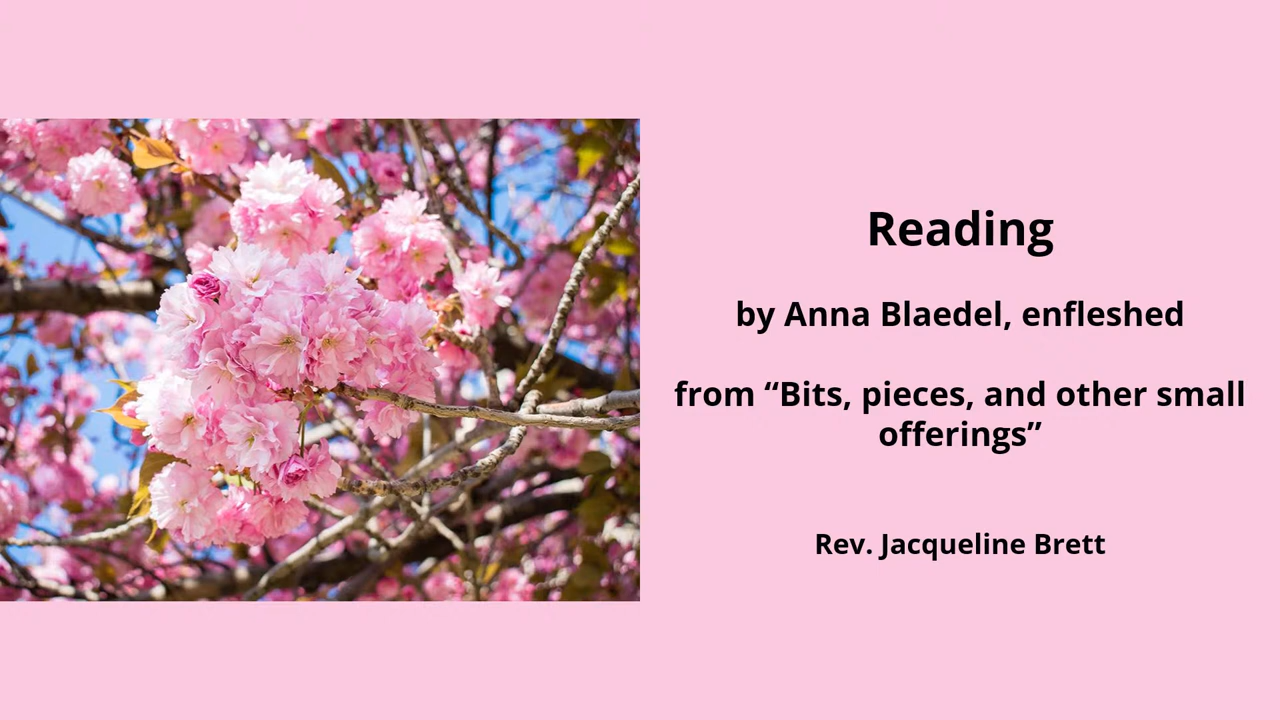 Reading
by Anna Blaedel, enfleshed
from “Bits, pieces, and other small
offerings”
Rev. Jacqueline Brett